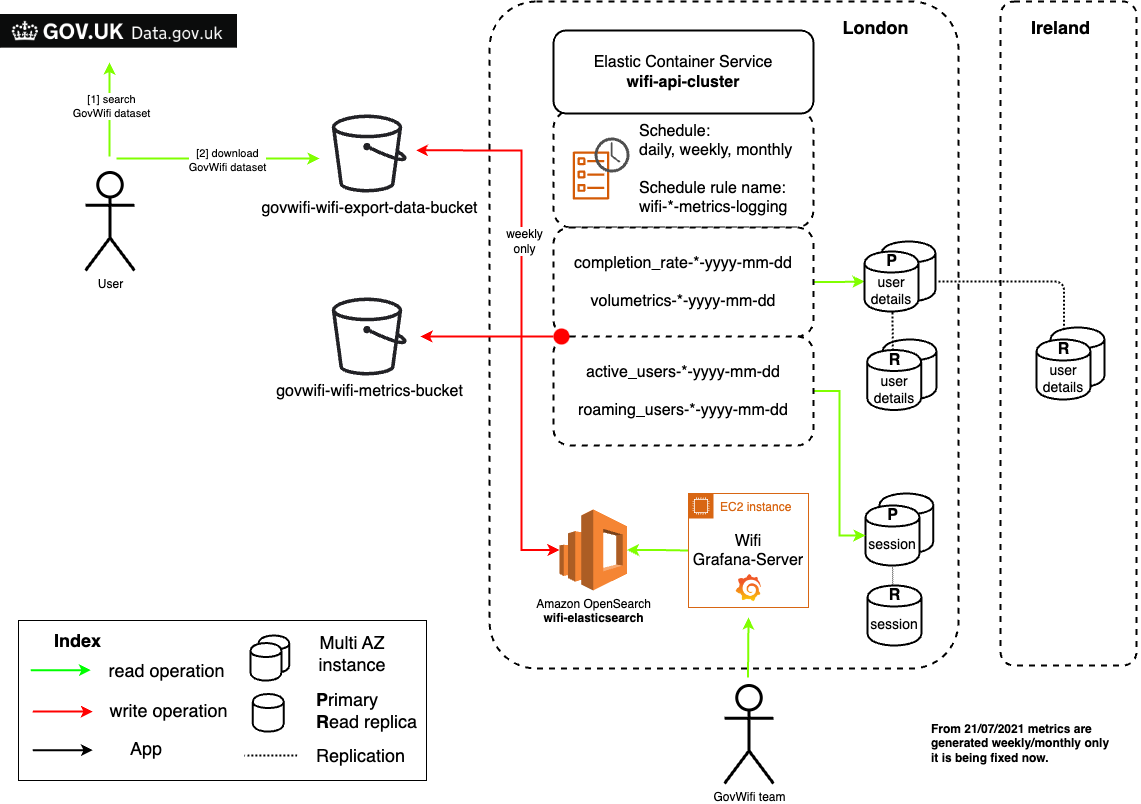 GOV.UK Data.gov.uk
[1] search
GovWifi dataset
[2] download
GovWifi dataset
User
govwifi-wifi-export-data-bucket
govwifi-wifi-metrics-bucket
weekly
only
London
Ireland
Elastic Container Service
wifi-api-cluster
Schedule:
daily, weekly, monthly
Schedule rule name:
wifi-*-metrics-logging
completion_rate-*-yyyy-mm-dd
volumetrics-*-yyyy-mm-dd
active_users-*-yyyy-mm-dd
roaming_users-*-yyyy-mm-dd
P
user
details
R
user
details
R
user
details
P
session
R
session
EC2 instance
Wifi
Grafana-Server
Amazon OpenSearch
wifi-elasticsearch
GovWifi team
Index
read operation
write operation
App
Multi AZ
instance
Primary
Read replica
Replication
From 21/07/2021 metrics are
generated weekly/monthly only
it is being fixed now.